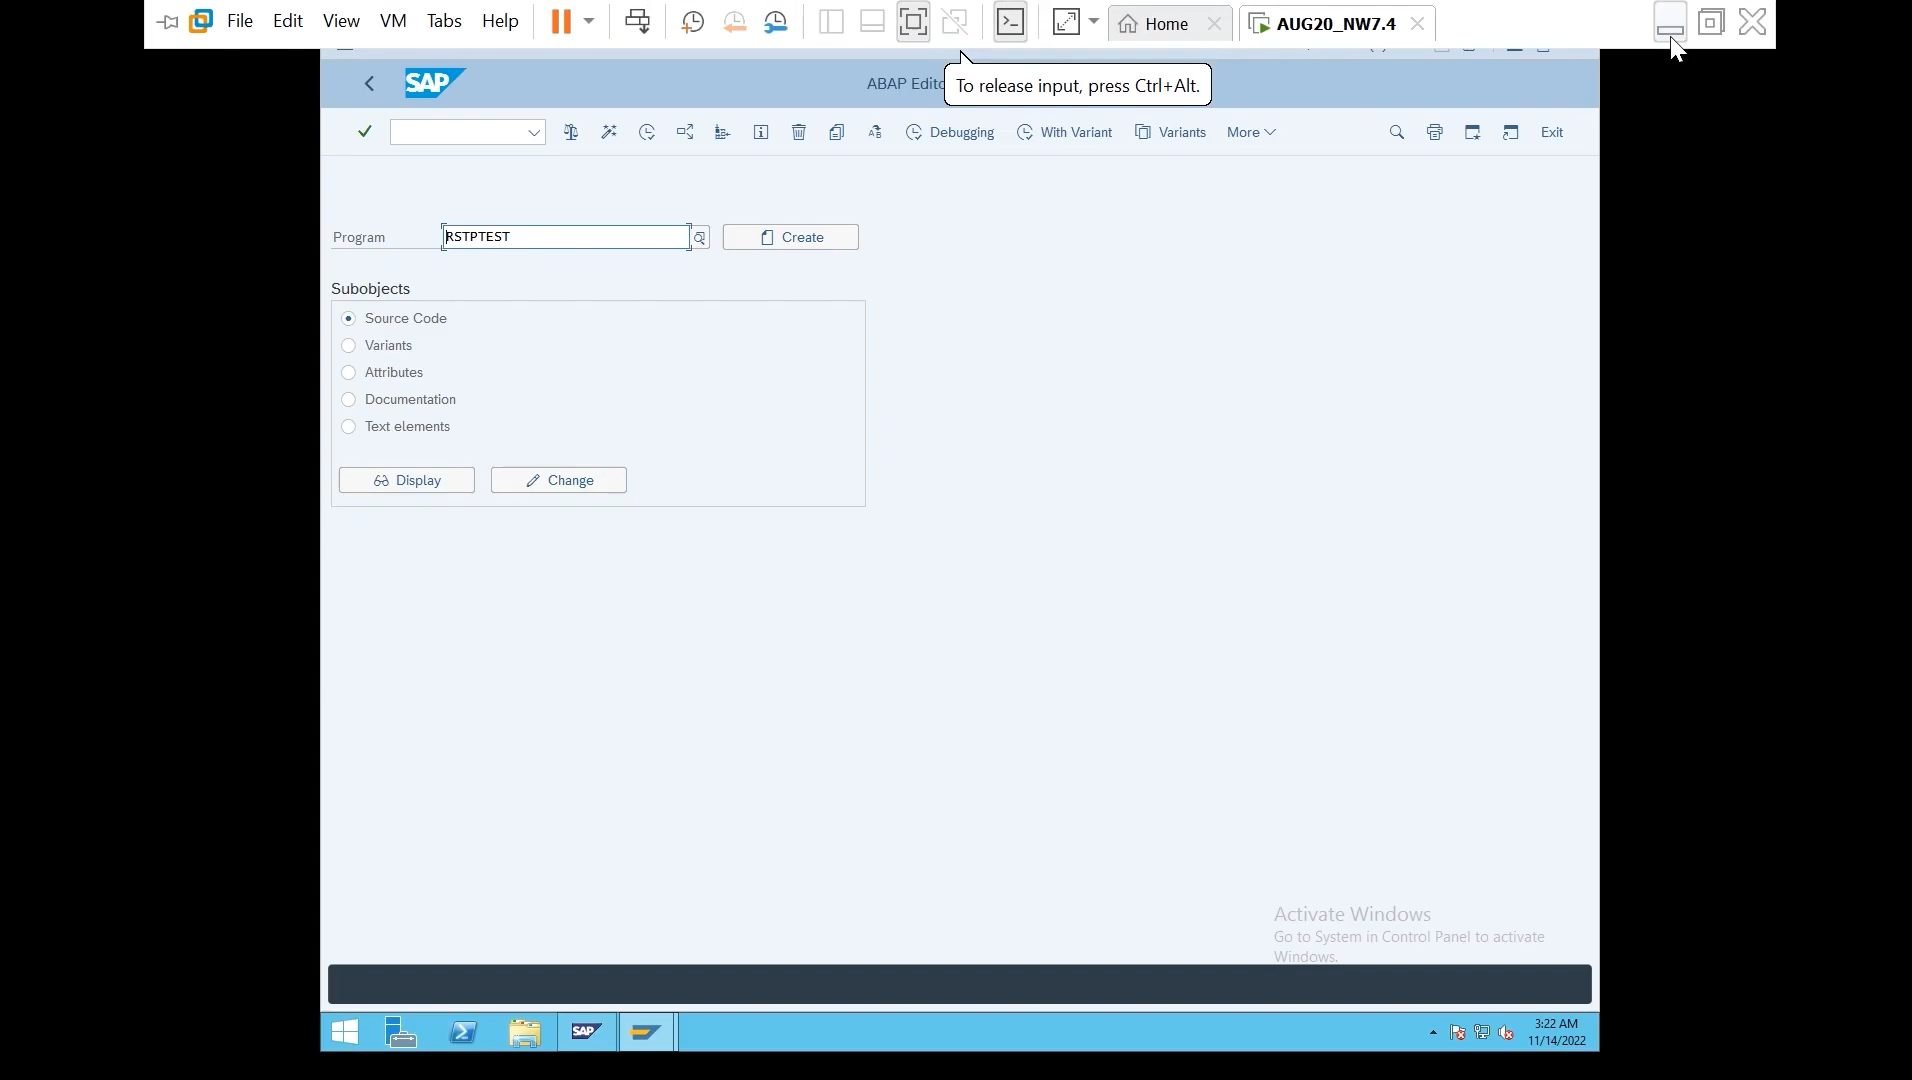 File Edit View VM Tabs Help Home AUG20_NW7.4
SAP ABAP Edito
To release input, press Ctrl+Alt.
Debugging With Variant Variants More Exit
Program RSTPTEST Create
Subobjects
Source Code
Variants
Attributes
Documentation
Text elements
Display Change
Activate Windows
Go to System in Control Panel to activate
Windows.
SAP
3:22 AM
11/14/2022